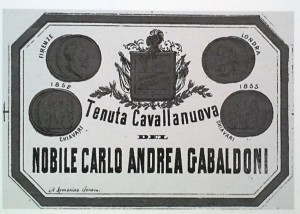 FIRENZE
LONDRA
1852
1855
CHIAVARI
CHIAVARI
Tenuta Cavallanuova
DEL
NOBILE CARLO ANDREA GABALDONI